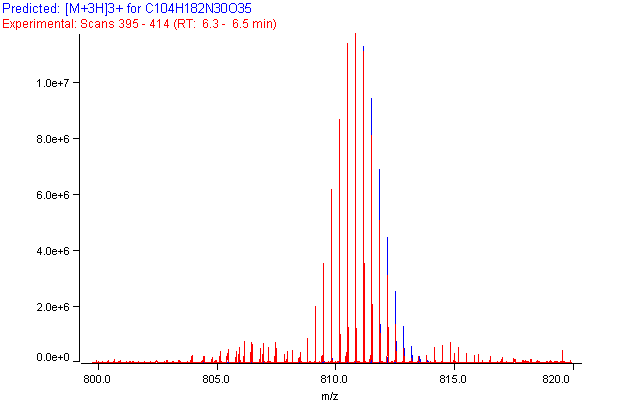 Predicted: [M+3H]3+ for C104H182N30O35
Experimental: Scans 395 - 414 (RT: 6.3 - 6.5 min)
1.0e+7
8.0e+6
6.0e+6
4.0e+6
2.0e+6
0.0e+0
800.0 805.0 810.0 815.0 820.0
m/z